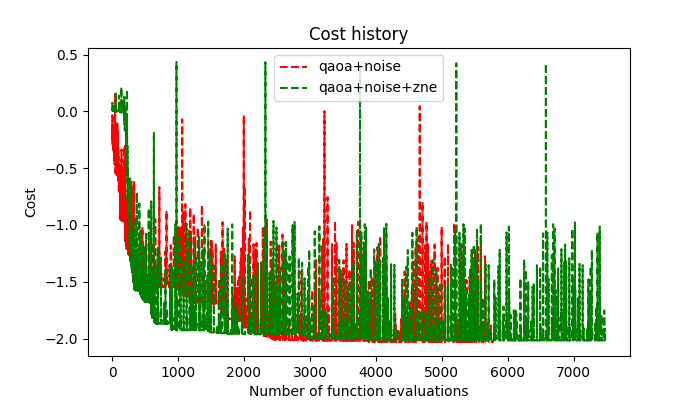 Cost history
qaoa+noise
qaoa+noise+zne
Cost
0.5
0.0
−0.5
−1.0
−1.5
−2.0
0 1000 2000 3000 4000 5000 6000 7000
Number of function evaluations